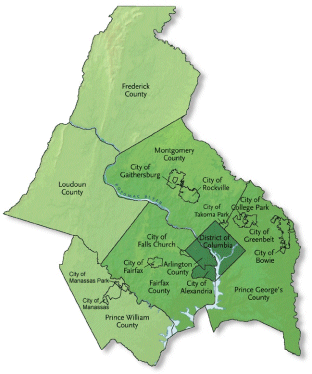 Frederick
County
Montgomery
County
City of
Gaithersburg
City of
Rockville
Potomac River
Loudoun
County
City of
Takoma Park
City of
College Park
City of
Greenbelt
City of
Bowie
District of
Columbia
City of
Falls Church
City of
Fairfax
Arlington
County
Fairfax
County
City of
Alexandria
Prince George's
County
City of
Manassas Park
City of
Manassas
Prince William
County